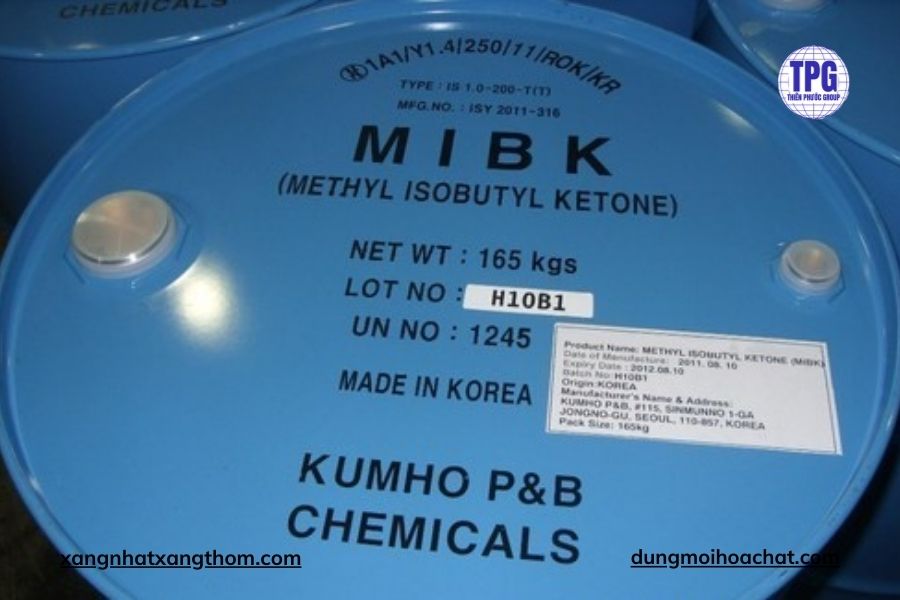 CHEMICALS
1A1/Y1.4/250/11/ROK/KR
TYPE : IS 1.0-200-T(T)
MFG.NO. : ISY 2011-316
MIBK
(METHYL ISOBUTYL KETONE)
NET WT : 165 kgs
LOT NO : H10B1
UN NO : 1245
MADE IN KOREA
Product Name: METHYL ISOBUTYL KETONE (MIBK)
Date of Manufacture: 2011. 08. 10
Expiry Date : 2012.08.10
Batch No: H10B1
Origin: KOREA
Manufacturer's Name & Address:
KUMHO P&B, #115, SINMUNNO 1-GA
JONGNO-GU, SEOUL, 110-857, KOREA
Pack Size: 165kg
KUMHO P&B
CHEMICALS
TPG
THIÊN PHƯỚC GROUP
xangnhatxangthom.com
dungmoihoachat.com